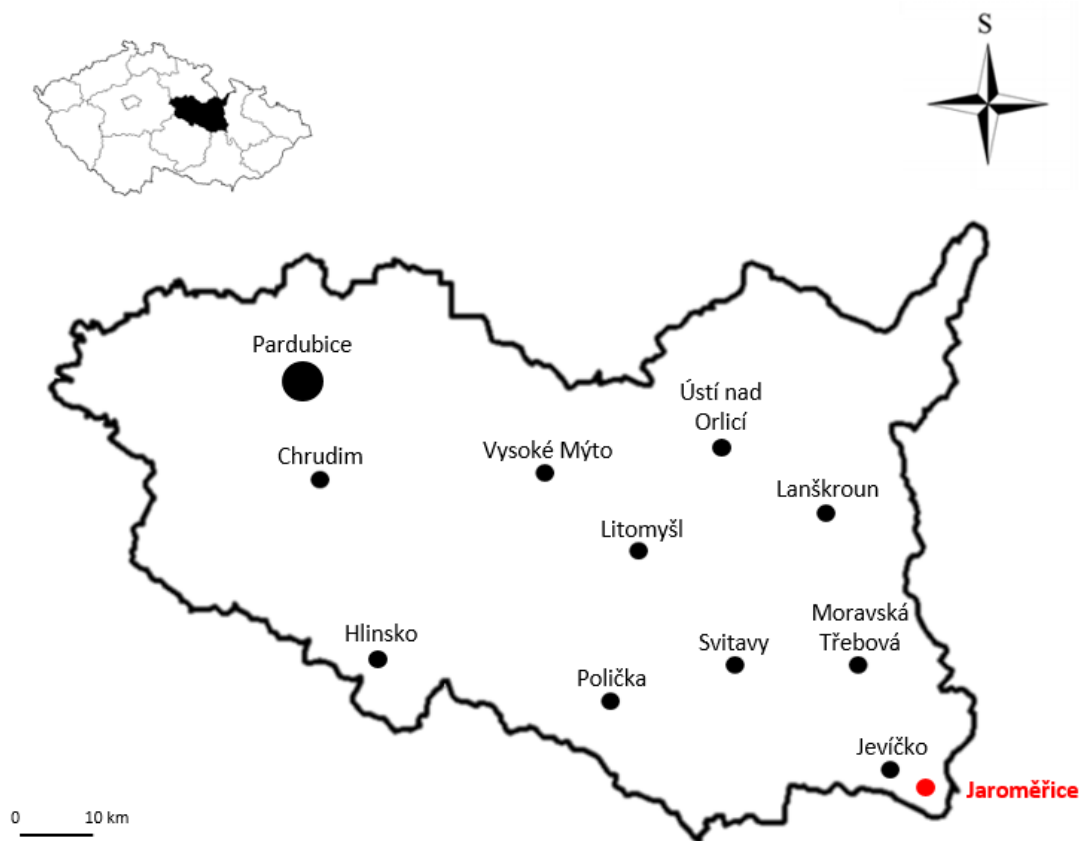 S
Pardubice
Ústí nad
Orlicí
Chrudim
Vysoké Mýto
Lanškroun
Litomyšl
Moravská
Třebová
Hlinsko
Svitavy
Polička
Jevíčko
Jaroměřice
0 10 km